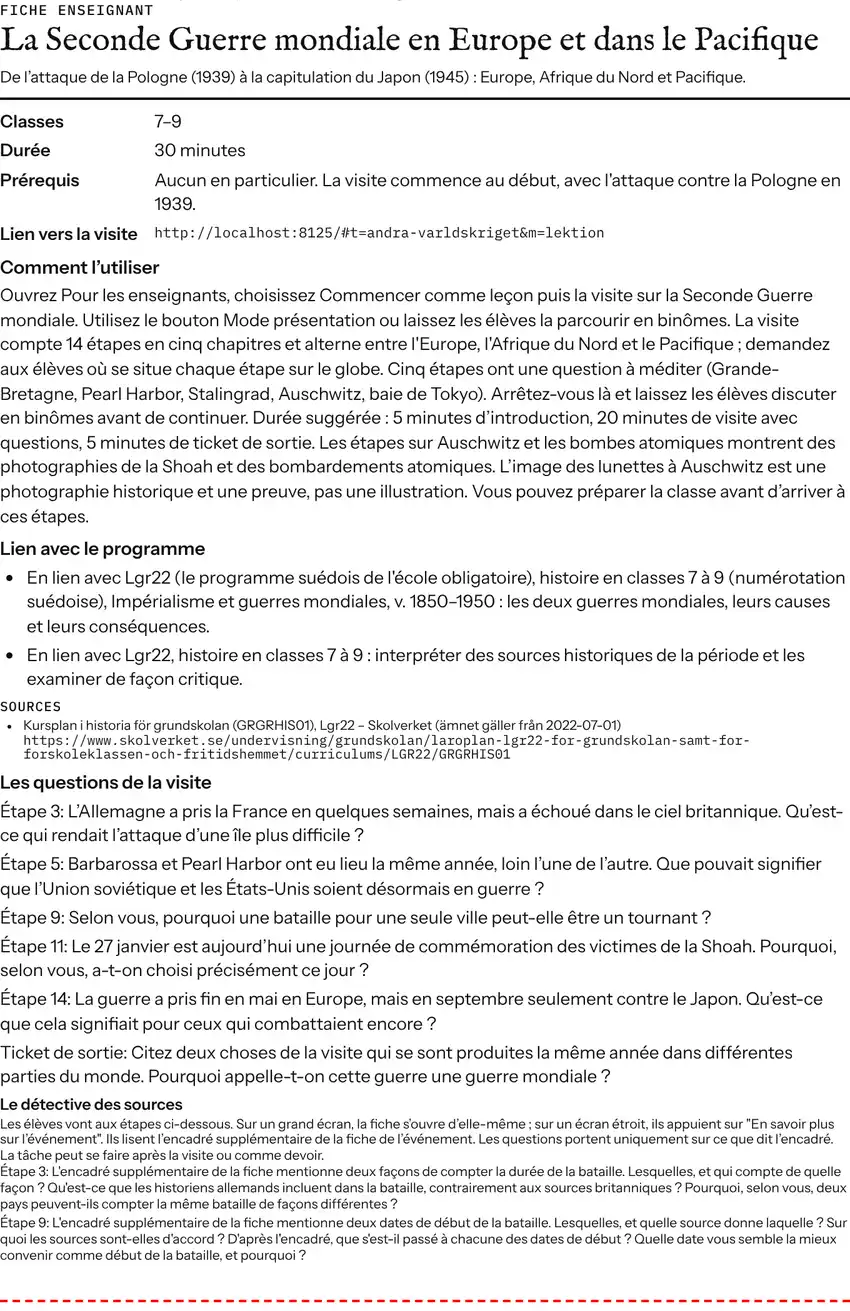 FICHE ENSEIGNANT
La Seconde Guerre mondiale en Europe et dans le Pacifique
De l’attaque de la Pologne (1939) à la capitulation du Japon (1945) : Europe, Afrique du Nord et Pacifique.
Classes 7–9
Durée 30 minutes
Prérequis Aucun en particulier. La visite commence au début, avec l'attaque contre la Pologne en
1939.
Lien vers la visite http://localhost:8125/#t=andra-varldskriget&m=lektion
Comment l’utiliser
Ouvrez Pour les enseignants, choisissez Commencer comme leçon puis la visite sur la Seconde Guerre
mondiale. Utilisez le bouton Mode présentation ou laissez les élèves la parcourir en binômes. La visite
compte 14 étapes en cinq chapitres et alterne entre l'Europe, l'Afrique du Nord et le Pacifique ; demandez
aux élèves où se situe chaque étape sur le globe. Cinq étapes ont une question à méditer (Grande-
Bretagne, Pearl Harbor, Stalingrad, Auschwitz, baie de Tokyo). Arrêtez-vous là et laissez les élèves discuter
en binômes avant de continuer. Durée suggérée : 5 minutes d’introduction, 20 minutes de visite avec
questions, 5 minutes de ticket de sortie. Les étapes sur Auschwitz et les bombes atomiques montrent des
photographies de la Shoah et des bombardements atomiques. L’image des lunettes à Auschwitz est une
photographie historique et une preuve, pas une illustration. Vous pouvez préparer la classe avant d’arriver à
ces étapes.
Lien avec le programme
• En lien avec Lgr22 (le programme suédois de l'école obligatoire), histoire en classes 7 à 9 (numérotation
suédoise), Impérialisme et guerres mondiales, v. 1850–1950 : les deux guerres mondiales, leurs causes
et leurs conséquences.
• En lien avec Lgr22, histoire en classes 7 à 9 : interpréter des sources historiques de la période et les
examiner de façon critique.
SOURCES
• Kursplan i historia för grundskolan (GRGRHIS01), Lgr22 – Skolverket (ämnet gäller från 2022-07-01)
https://www.skolverket.se/undervisning/grundskolan/laroplan-lgr22-for-grundskolan-samt-for-
forskoleklassen-och-fritidshemmet/curriculums/LGR22/GRGRHIS01
Les questions de la visite
Étape 3: L’Allemagne a pris la France en quelques semaines, mais a échoué dans le ciel britannique. Qu’est-
ce qui rendait l’attaque d’une île plus difficile ?
Étape 5: Barbarossa et Pearl Harbor ont eu lieu la même année, loin l’une de l’autre. Que pouvait signifier
que l’Union soviétique et les États-Unis soient désormais en guerre ?
Étape 9: Selon vous, pourquoi une bataille pour une seule ville peut-elle être un tournant ?
Étape 11: Le 27 janvier est aujourd’hui une journée de commémoration des victimes de la Shoah. Pourquoi,
selon vous, a-t-on choisi précisément ce jour ?
Étape 14: La guerre a pris fin en mai en Europe, mais en septembre seulement contre le Japon. Qu’est-ce
que cela signifiait pour ceux qui combattaient encore ?
Ticket de sortie: Citez deux choses de la visite qui se sont produites la même année dans différentes
parties du monde. Pourquoi appelle-t-on cette guerre une guerre mondiale ?
Le détective des sources
Les élèves vont aux étapes ci-dessous. Sur un grand écran, la fiche s’ouvre d’elle-même ; sur un écran étroit, ils appuient sur "En savoir plus
sur l’événement". Ils lisent l’encadré supplémentaire de la fiche de l’événement. Les questions portent uniquement sur ce que dit l’encadré.
La tâche peut se faire après la visite ou comme devoir.
Étape 3: L'encadré supplémentaire de la fiche mentionne deux façons de compter la durée de la bataille. Lesquelles, et qui compte de quelle
façon ? Qu'est-ce que les historiens allemands incluent dans la bataille, contrairement aux sources britanniques ? Pourquoi, selon vous, deux
pays peuvent-ils compter la même bataille de façons différentes ?
Étape 9: L'encadré supplémentaire de la fiche mentionne deux dates de début de la bataille. Lesquelles, et quelle source donne laquelle ? Sur
quoi les sources sont-elles d'accord ? D'après l'encadré, que s'est-il passé à chacune des dates de début ? Quelle date vous semble la mieux
convenir comme début de la bataille, et pourquoi ?